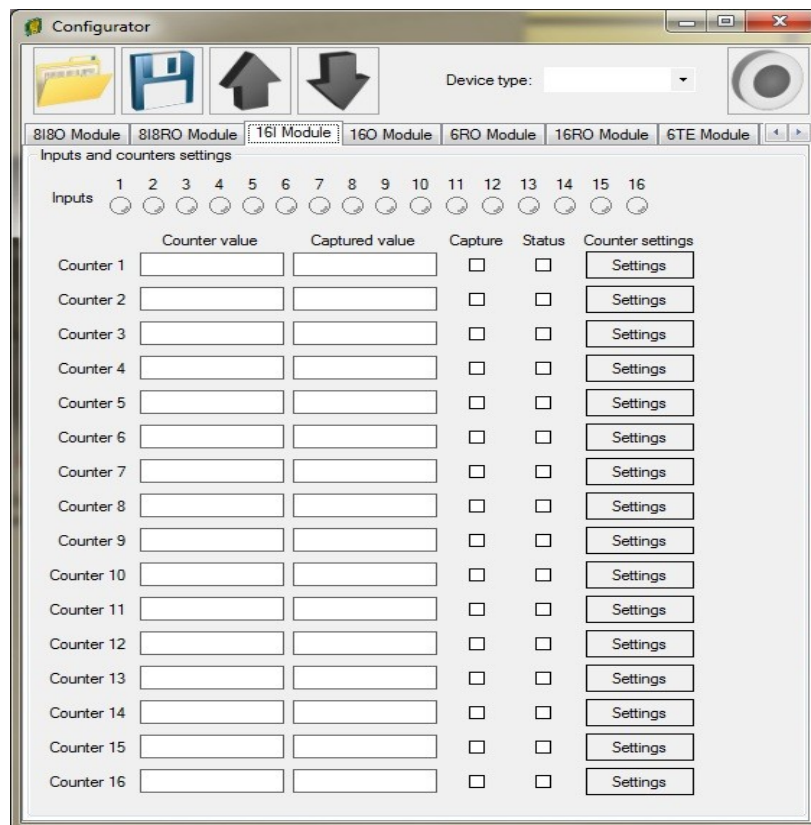 Configurator
Device type:
8I8O Module 8I8RO Module 16I Module 16O Module 6RO Module 16RO Module 6TE Module
Inputs and counters settings
1 2 3 4 5 6 7 8 9 10 11 12 13 14 15 16
Inputs
Counter value Captured value Capture Status Counter settings
Counter 1 Settings
Counter 2 Settings
Counter 3 Settings
Counter 4 Settings
Counter 5 Settings
Counter 6 Settings
Counter 7 Settings
Counter 8 Settings
Counter 9 Settings
Counter 10 Settings
Counter 11 Settings
Counter 12 Settings
Counter 13 Settings
Counter 14 Settings
Counter 15 Settings
Counter 16 Settings